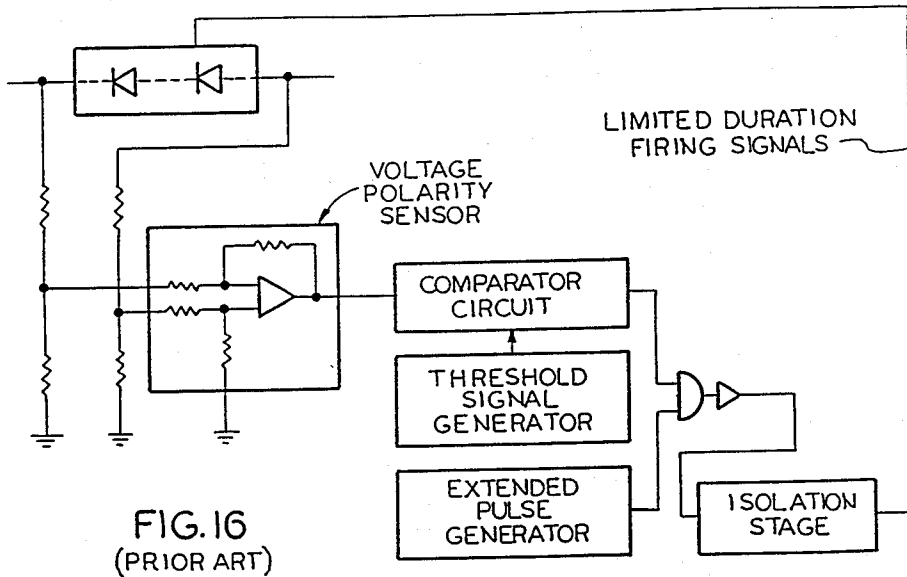 LIMITED DURATION
FIRING SIGNALS
VOLTAGE
POLARITY
SENSOR
COMPARATOR
CIRCUIT
THRESHOLD
SIGNAL
GENERATOR
EXTENDED
PULSE
GENERATOR
ISOLATION
STAGE
FIG.16
(PRIOR ART)